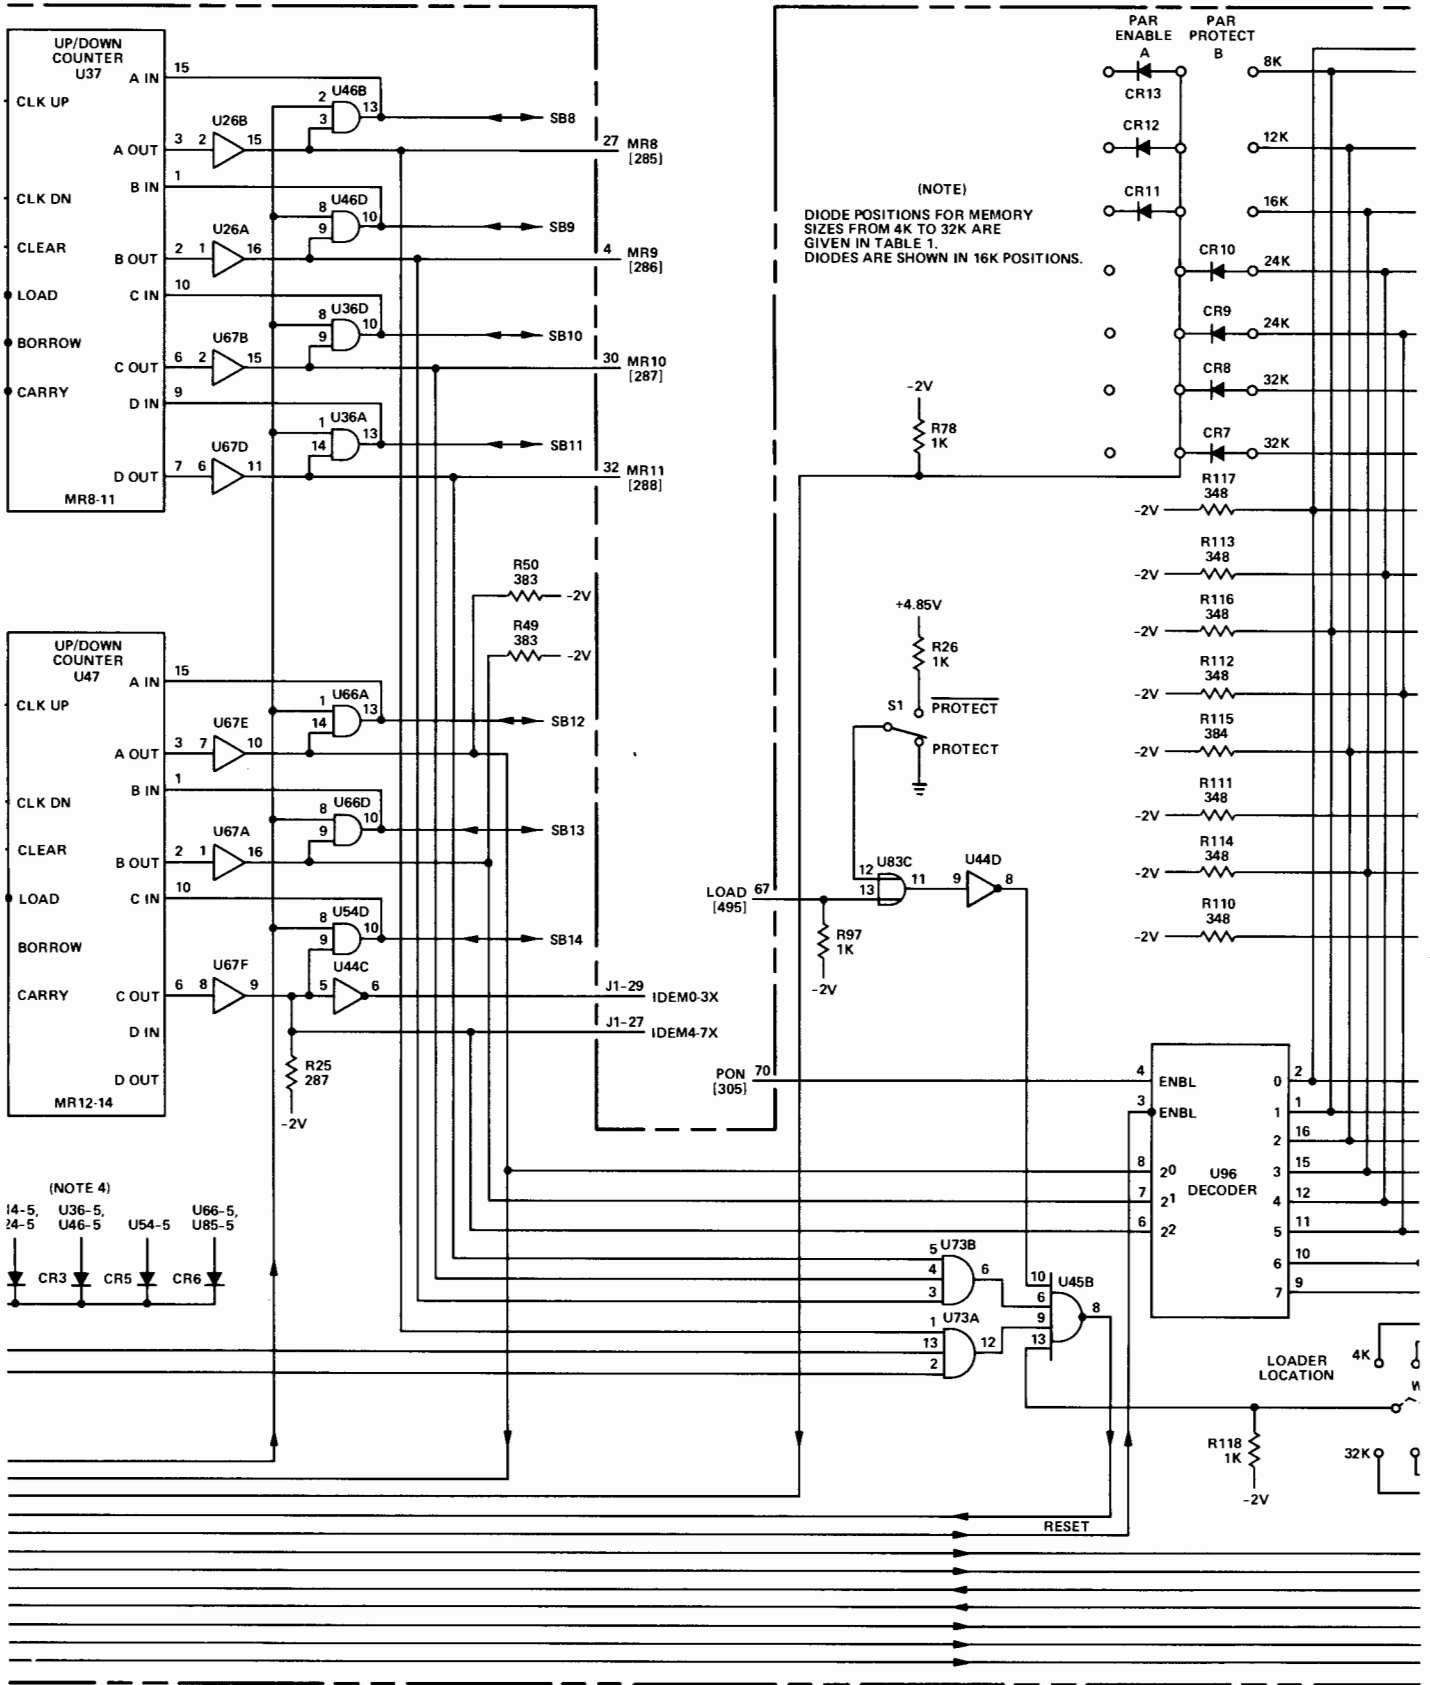 UP/DOWN
COUNTER
U37
A IN
15
CLK UP
A OUT
3
2
U26B
15
B IN
1
CLK DN
CLEAR
B OUT
2
1
U26A
16
C IN
10
LOAD
BORROW
C OUT
6
2
U67B
15
D IN
9
CARRY
D OUT
7
6
U67D
11
MR8-11
U46B
2
3
13
SB8
27
MR8
[285]
U46D
8
9
10
SB9
4
MR9
[286]
U36D
8
9
10
SB10
30
MR10
[287]
U36A
1
14
13
SB11
32
MR11
[288]
R50
383
-2V
R49
383
-2V
UP/DOWN
COUNTER
U47
A IN
15
CLK UP
A OUT
3
7
U67E
10
B IN
1
CLK DN
CLEAR
B OUT
2
1
U67A
16
C IN
10
LOAD
BORROW
CARRY
C OUT
6
8
U67F
9
D IN
D OUT
MR12-14
U66A
1
14
13
SB12
U66D
8
9
10
SB13
U54D
8
9
10
SB14
U44C
5
6
J1-29
IDEM0-3X
J1-27
IDEM4-7X
R25
287
-2V
(NOTE 4)
24-5
U36-5,
U46-5
U54-5
U66-5,
U85-5
CR3
CR5
CR6
PAR
ENABLE
A
PAR
PROTECT
B
CR13
8K
CR12
12K
CR11
16K
CR10
24K
CR9
24K
CR8
32K
CR7
32K
(NOTE)
DIODE POSITIONS FOR MEMORY
SIZES FROM 4K TO 32K ARE
GIVEN IN TABLE 1.
DIODES ARE SHOWN IN 16K POSITIONS.
-2V
R78
1K
R117
348
-2V
R113
348
-2V
R116
348
-2V
R112
348
-2V
R115
384
-2V
R111
348
-2V
R114
348
-2V
R110
348
-2V
+4.85V
R26
1K
S1
PROTECT
PROTECT
LOAD
[495]
67
12
13
U83C
11
9
U44D
8
R97
1K
-2V
PON
[305]
70
4
ENBL
3
ENBL
8
2⁰
7
2¹
6
2²
U96
DECODER
0
2
1
1
2
16
3
15
4
12
5
11
6
10
7
9
5
4
3
U73B
6
1
13
2
U73A
12
10
6
9
13
U45B
8
LOADER
LOCATION
4K
W
32K
R118
1K
-2V
RESET